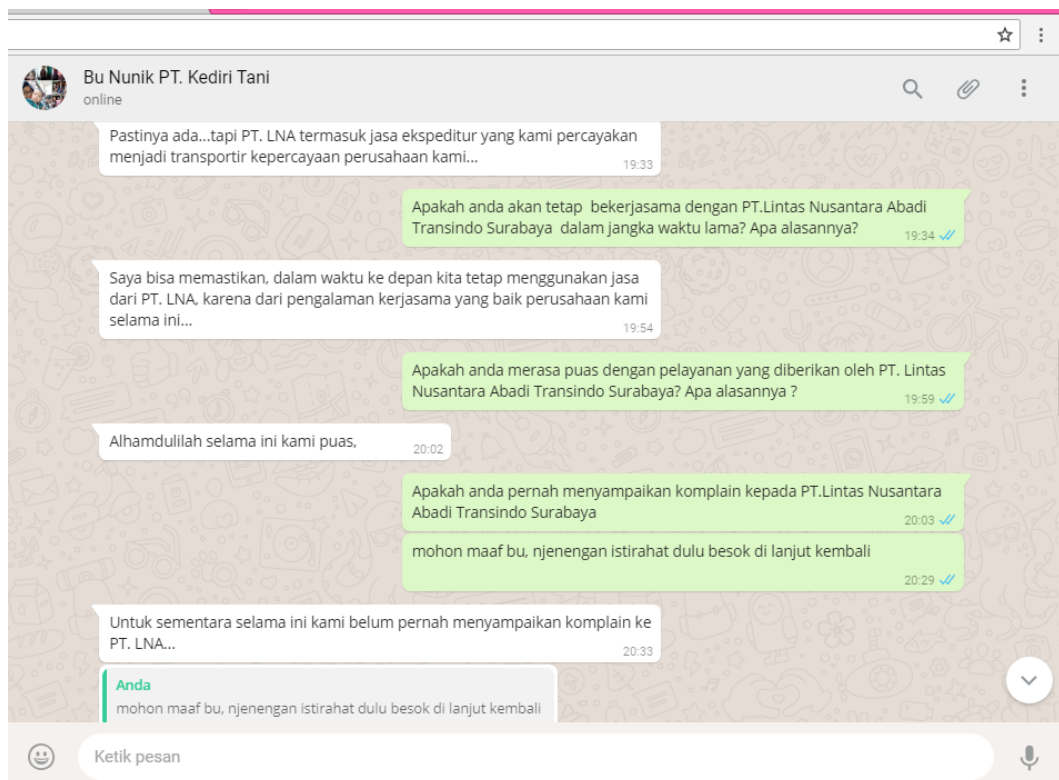 Bu Nunik PT. Kediri Tani
online
Pastinya ada...tapi PT. LNA termasuk jasa ekspeditur yang kami percayakan
menjadi transportir kepercayaan perusahaan kami...
19:33
Apakah anda akan tetap  bekerjasama dengan PT.Lintas Nusantara Abadi
Transindo Surabaya  dalam jangka waktu lama? Apa alasannya?
19:34
Saya bisa memastikan, dalam waktu ke depan kita tetap menggunakan jasa
dari PT. LNA, karena dari pengalaman kerjasama yang baik perusahaan kami
selama ini...
19:54
Apakah anda merasa puas dengan pelayanan yang diberikan oleh PT. Lintas
Nusantara Abadi Transindo Surabaya? Apa alasannya ?
19:59
Alhamdulilah selama ini kami puas,
20:02
Apakah anda pernah menyampaikan komplain kepada PT.Lintas Nusantara
Abadi Transindo Surabaya
20:03
mohon maaf bu, njenengan istirahat dulu besok di lanjut kembali
20:29
Untuk sementara selama ini kami belum pernah menyampaikan komplain ke
PT. LNA...
20:33
Anda
mohon maaf bu, njenengan istirahat dulu besok di lanjut kembali
Ketik pesan